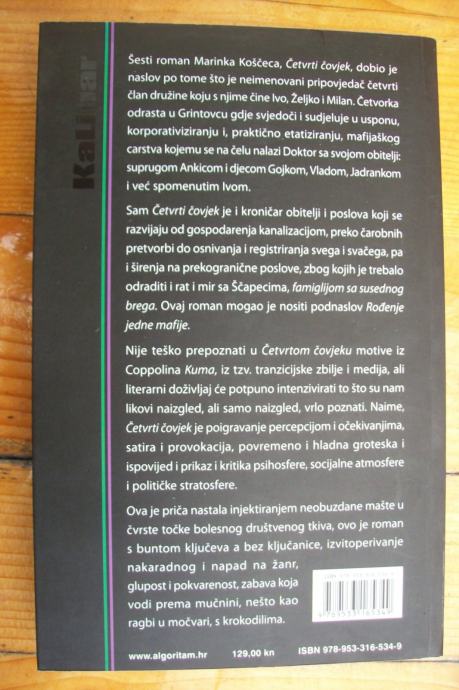 KaLibar
Šesti roman Marinka Koščeca, Četvrti čovjek, dobio je
naslov po tome što je neimenovani pripovjedač četvrti
član družine koju s njime čine Ivo, Željko i Milan. Četvorka
odrasta u Grintovcu gdje svjedoči i sudjeluje u usponu,
korporativiziranju i, praktično etatiziranju, mafijaškog
carstva kojemu se na čelu nalazi Doktor sa svojom obitelji:
suprugom Ankicom i djecom Gojkom, Vladom, Jadrankom
i već spomenutim Ivom.
Sam Četvrti čovjek je i kroničar obitelji i poslova koji se
razvijaju od gospodarenja kanalizacijom, preko čarobnih
pretvorbi do osnivanja i registriranja svega i svačega, pa
i širenja na prekogranične poslove, zbog kojih je trebalo
odraditi i rat i mir sa Ščapecima, famiglijom sa susednog
brega. Ovaj roman mogao je nositi podnaslov Rođenje
jedne mafije.
Nije teško prepoznati u Četvrtom čovjeku motive iz
Coppolina Kuma, iz tzv. tranzicijske zbilje i medija, ali
literarni doživljaj će potpuno intenzivirati to što su nam
likovi naizgled, ali samo naizgled, vrlo poznati. Naime,
Četvrti čovjek je poigravanje percepcijom i očekivanjima,
satira i provokacija, povremeno i hladna groteska i
ispovijed i prikaz i kritika psihosfere, socijalne atmosfere
i političke stratosfere.
Ova je priča nastala injektiranjem neobuzdane mašte u
čvrste točke bolesnog društvenog tkiva, ovo je roman
s buntom ključeva a bez ključanice, izvitoperivanje
nakaradnog i napad na žanr,
glupost i pokvarenost, zabava koja
vodi prema mučnini, nešto kao
ragbi u močvari, s krokodilima.
9 789533 165349
www.algoritam.hr 129,00 kn ISBN 978-953-316-534-9